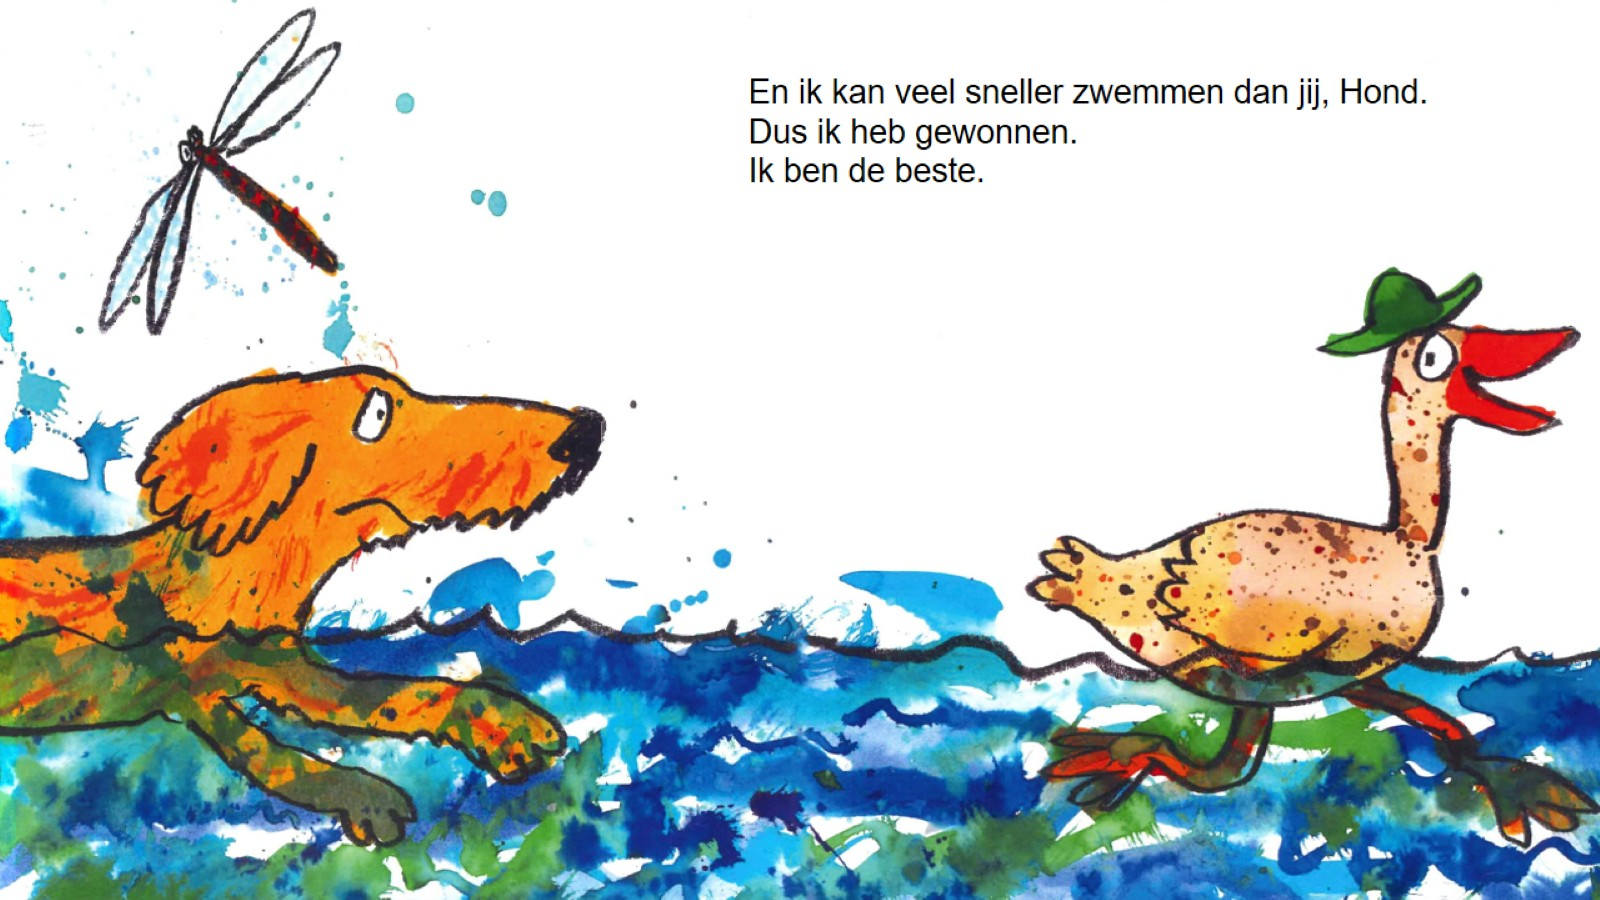 En ik kan veel sneller zwemmen dan jij, Hond.
Dus ik heb gewonnen.
Ik ben de beste.